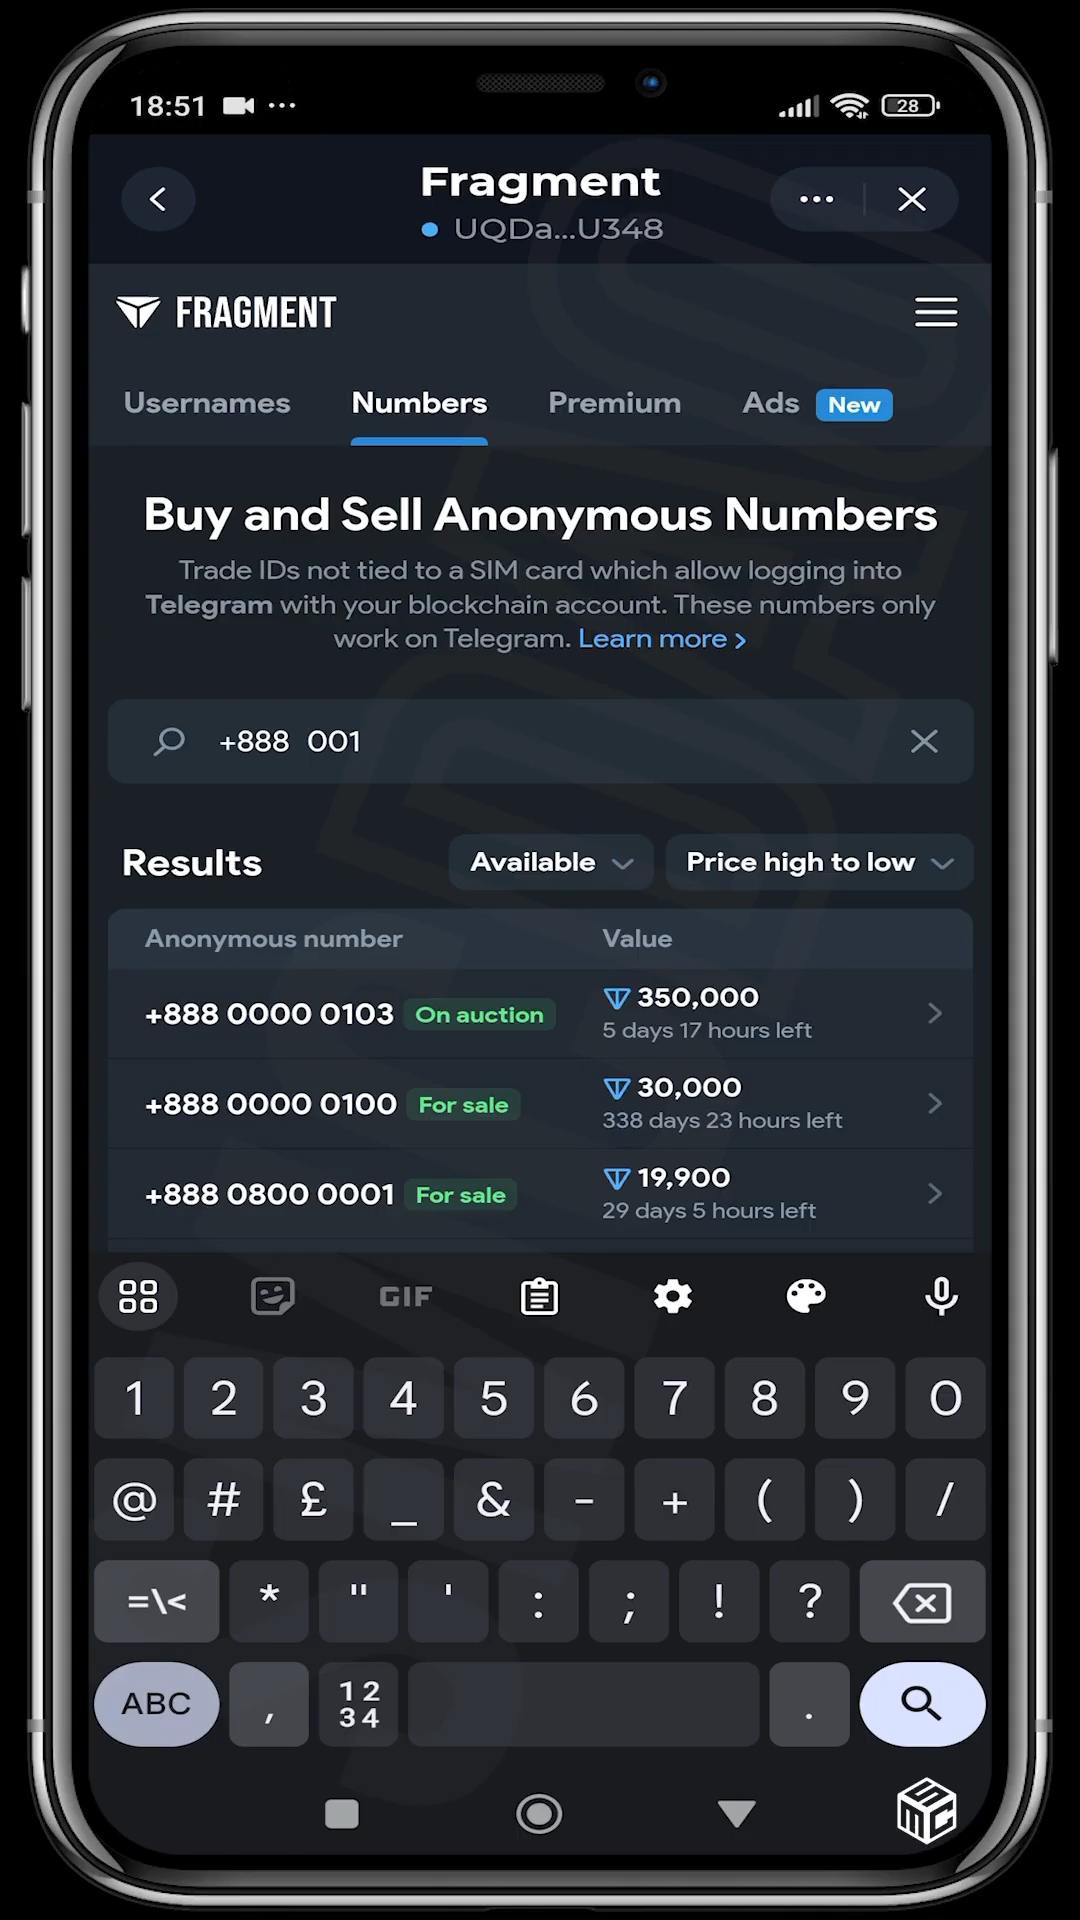 18:51
28
Fragment
UQDa...U348
FRAGMENT
Usernames Numbers Premium Ads New
Buy and Sell Anonymous Numbers
Trade IDs not tied to a SIM card which allow logging into
Telegram with your blockchain account. These numbers only
work on Telegram. Learn more >
+888 001
Results Available Price high to low
Anonymous number Value
+888 0000 0103 On auction 350,000
5 days 17 hours left
+888 0000 0100 For sale 30,000
338 days 23 hours left
+888 0800 0001 For sale 19,900
29 days 5 hours left
GIF
1 2 3 4 5 6 7 8 9 0
@ # £ _ & - + ( ) /
=\< * " ' : ; ! ?
ABC , 1 2 3 4 .